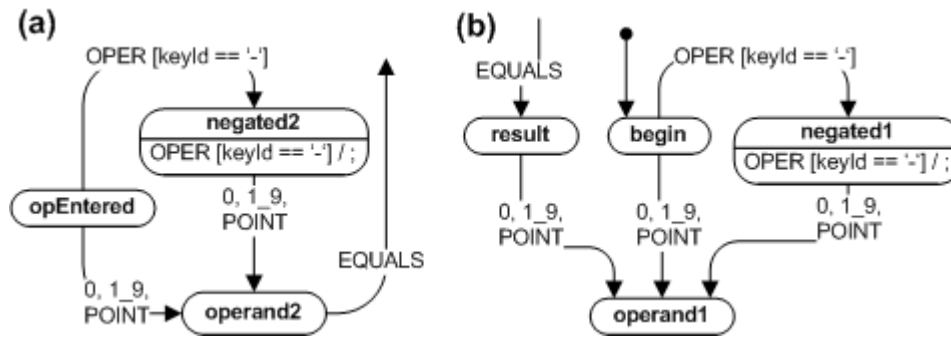 (a)
OPER [keyId == ‘-‘]
negated2
OPER [keyId == ‘-‘] / ;
0, 1_9,
POINT
opEntered
EQUALS
0, 1_9,
POINT
operand2
(b)
EQUALS
OPER [keyId == ‘-‘]
result
begin
negated1
OPER [keyId == ‘-‘] / ;
0, 1_9,
POINT
0, 1_9,
POINT
0, 1_9,
POINT
operand1